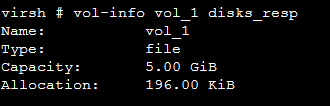 virsh # vol-info vol_1 disks_resp
Name: vol_1
Type: file
Capacity: 5.00 GiB
Allocation: 196.00 KiB